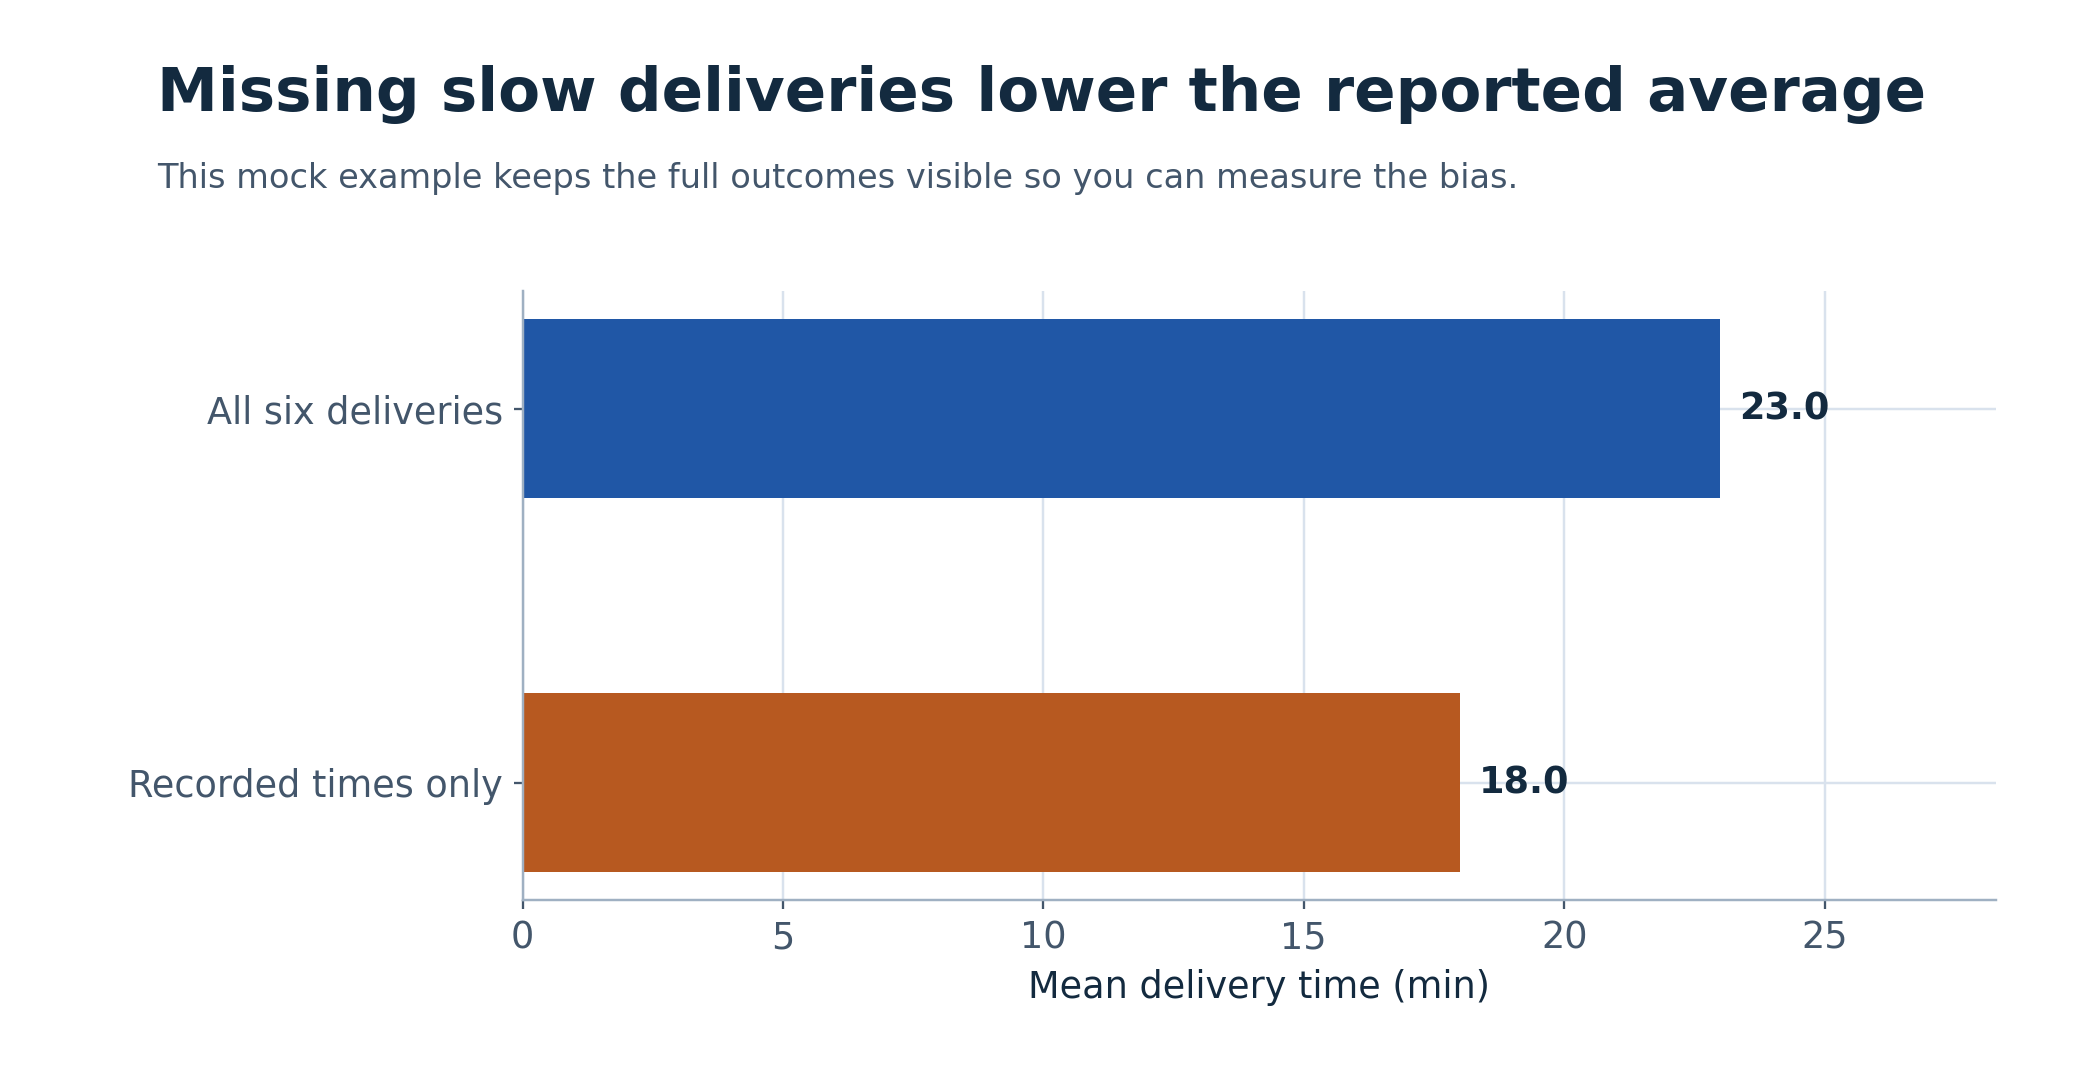 Missing slow deliveries lower the reported average
This mock example keeps the full outcomes visible so you can measure the bias.
All six deliveries
23.0
Recorded times only
18.0
0 5 10 15 20 25
Mean delivery time (min)